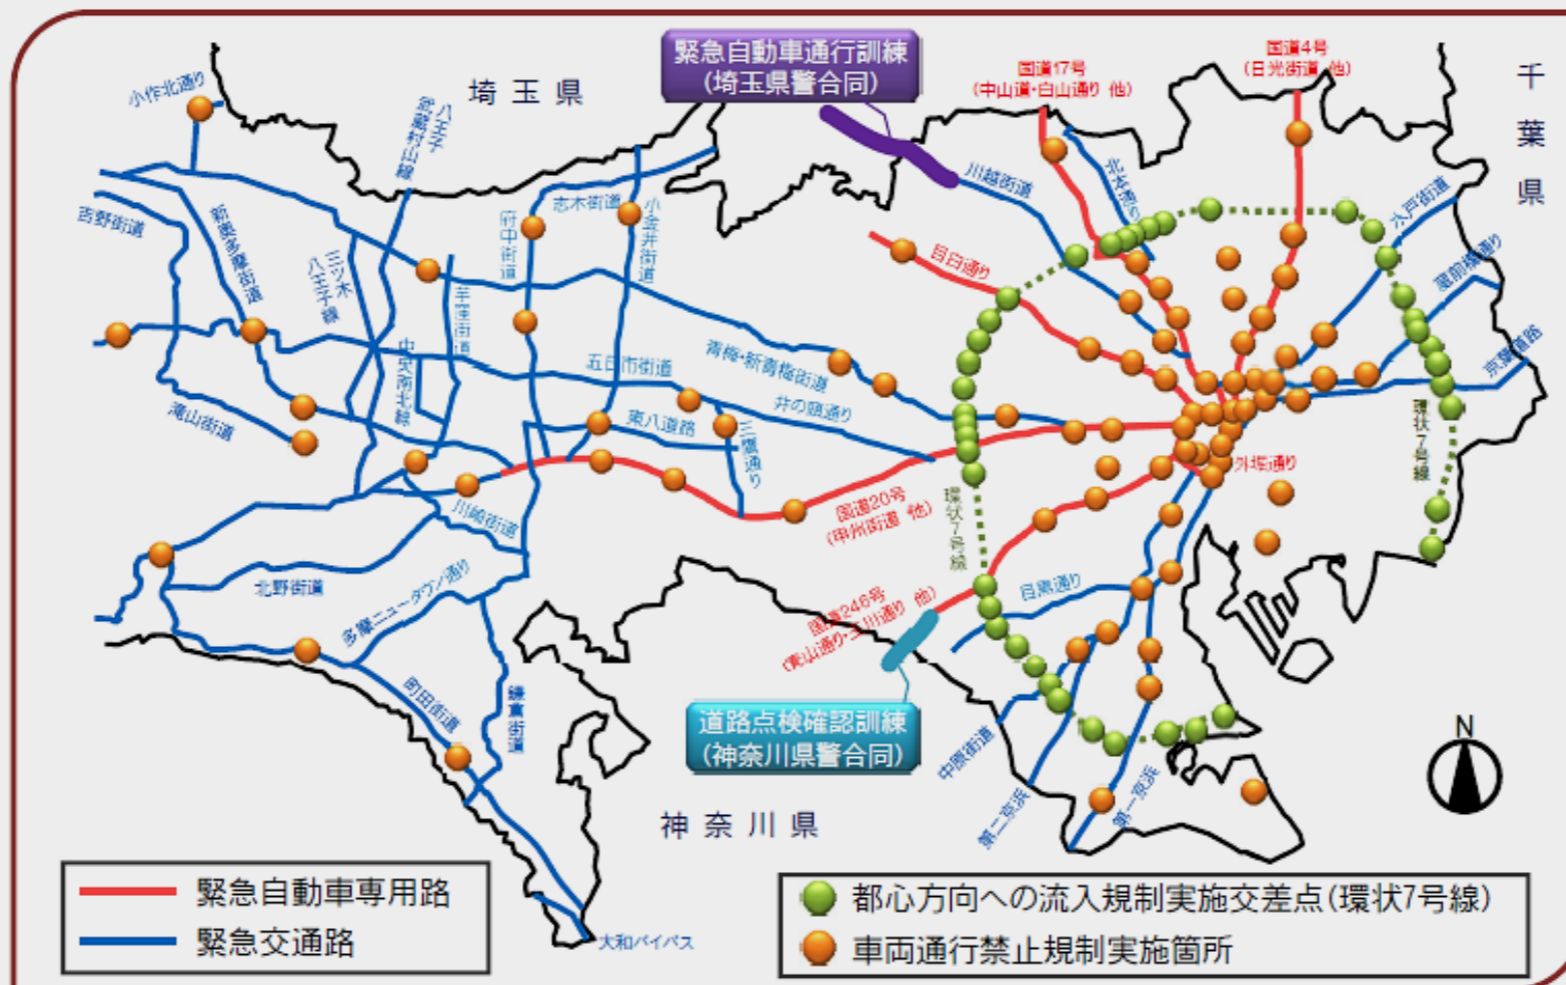 緊急自動車通行訓練
(埼玉県警合同)
国道4号
(日光街道 他)
国道17号
(中山道・白山通り 他)
千葉県
埼玉県
小作北通り
八王子
武蔵村山線
川越街道
北本通り
水戸街道
蔵前橋通り
京葉道路
志木街道
小金井街道
府中街道
目白通り
吉野街道
新奥多摩街道
三ツ木
八王子線
芋窪街道
中央南北線
五日市街道
青梅・新青梅街道
井の頭通り
東八道路
三鷹通り
滝山街道
環状7号線
外堀通り
国道20号
(甲州街道 他)
環状7号線
川崎街道
北野街道
多摩ニュータウン通り
目黒通り
国道246号
(青山通り・玉川通り 他)
町田街道
鎌倉街道
道路点検確認訓練
(神奈川県警合同)
中原街道
第二京浜
第一京浜
N
神奈川県
大和バイパス
緊急自動車専用路
緊急交通路
都心方向への流入規制実施交差点(環状7号線)
車両通行禁止規制実施箇所